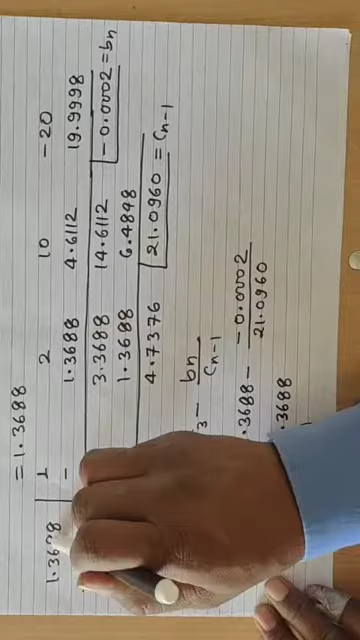 = 1.3688
1.3688 1 2 10 -20
- 1.3688 4.6112 19.9998
3.3688 14.6112 -0.0002 = bn
1.3688 6.4848
4.7376 21.0960 = Cn-1
3 - bn / Cn-1
.3688 - -0.0002 / 21.0960
.3688